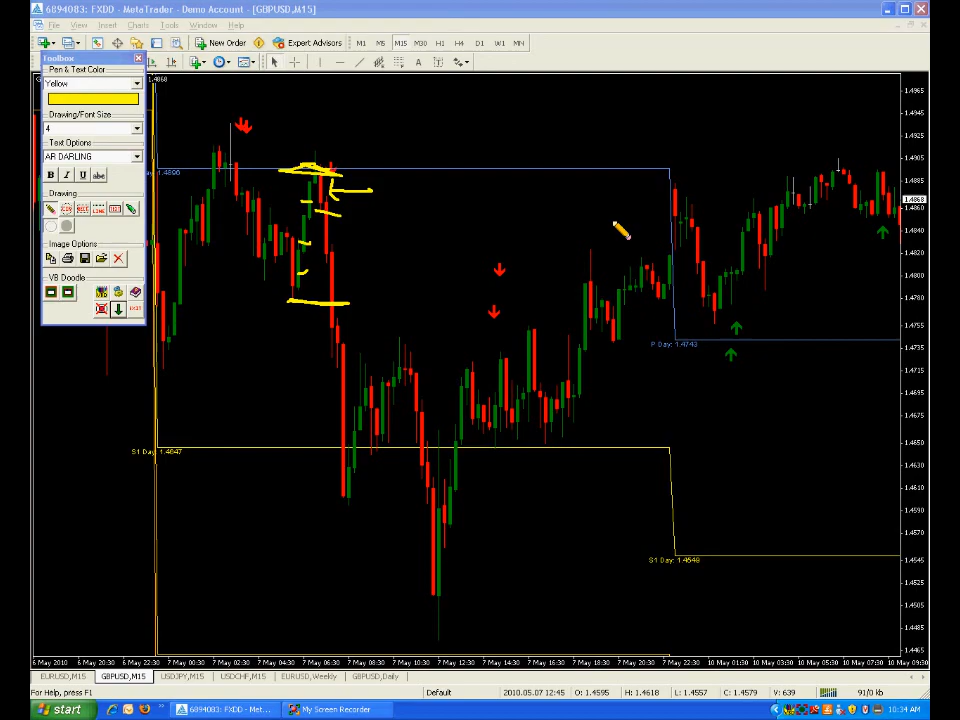 6894083: FXDD - MetaTrader - Demo Account - [GBPUSD,M15]
File View Insert Charts Tools Window Help
New Order Expert Advisors M1 M5 M15 M30 H1 H4 D1 W1 MN
Toolbox
Pen & Text Color
Yellow
Drawing/Font Size
4
Text Options
AR DARLING
B I U abc
Drawing
Image Options
VB Doodle
EXIT
1.4868
1.4896
P Day: 1.4743
S1 Day: 1.4647
S1 Day: 1.4549
1.4965
1.4945
1.4925
1.4905
1.4885
1.4868
1.4860
1.4840
1.4820
1.4800
1.4780
1.4755
1.4735
1.4715
1.4695
1.4675
1.4650
1.4630
1.4610
1.4590
1.4570
1.4545
1.4525
1.4505
1.4485
1.4465
6 May 2010 6 May 20:30 6 May 22:30 7 May 00:30 7 May 02:30 7 May 04:30 7 May 06:30 7 May 08:30 7 May 10:30 7 May 12:30 7 May 14:30 7 May 16:30 7 May 18:30 7 May 20:30 7 May 22:30 10 May 01:30 10 May 03:30 10 May 05:30 10 May 07:30 10 May 09:30
EURUSD,M15 GBPUSD,M15 USDJPY,M15 USDCHF,M15 EURUSD,Weekly GBPUSD,Daily
For Help, press F1 Default 2010.05.07 12:45 O: 1.4595 H: 1.4618 L: 1.4557 C: 1.4579 V: 639 91/0 kb
start 6894083: FXDD - Met... My Screen Recorder 10:34 AM